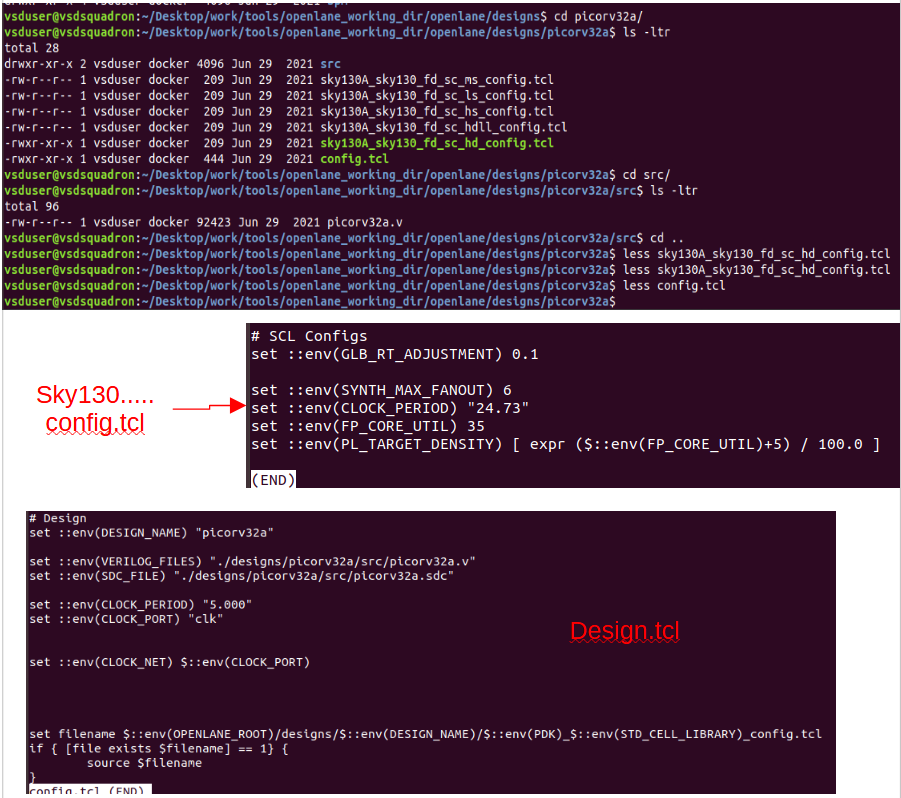 vsduser@vsdsquadron:~/Desktop/work/tools/openlane_working_dir/openlane/designs$ cd picorv32a/
vsduser@vsdsquadron:~/Desktop/work/tools/openlane_working_dir/openlane/designs/picorv32a$ ls -ltr
total 28
drwxr-xr-x 2 vsduser docker 4096 Jun 29  2021 src
-rw-r--r-- 1 vsduser docker  209 Jun 29  2021 sky130A_sky130_fd_sc_ms_config.tcl
-rw-r--r-- 1 vsduser docker  209 Jun 29  2021 sky130A_sky130_fd_sc_ls_config.tcl
-rw-r--r-- 1 vsduser docker  209 Jun 29  2021 sky130A_sky130_fd_sc_hs_config.tcl
-rw-r--r-- 1 vsduser docker  209 Jun 29  2021 sky130A_sky130_fd_sc_hdll_config.tcl
-rwxr-xr-x 1 vsduser docker  209 Jun 29  2021 sky130A_sky130_fd_sc_hd_config.tcl
-rwxr-xr-x 1 vsduser docker  444 Jun 29  2021 config.tcl
vsduser@vsdsquadron:~/Desktop/work/tools/openlane_working_dir/openlane/designs/picorv32a$ cd src/
vsduser@vsdsquadron:~/Desktop/work/tools/openlane_working_dir/openlane/designs/picorv32a/src$ ls -ltr
total 96
-rw-r--r-- 1 vsduser docker 92423 Jun 29  2021 picorv32a.v
vsduser@vsdsquadron:~/Desktop/work/tools/openlane_working_dir/openlane/designs/picorv32a/src$ cd ..
vsduser@vsdsquadron:~/Desktop/work/tools/openlane_working_dir/openlane/designs/picorv32a$ less sky130A_sky130_fd_sc_hd_config.tcl
vsduser@vsdsquadron:~/Desktop/work/tools/openlane_working_dir/openlane/designs/picorv32a$ less sky130A_sky130_fd_sc_hd_config.tcl
vsduser@vsdsquadron:~/Desktop/work/tools/openlane_working_dir/openlane/designs/picorv32a$ less config.tcl
vsduser@vsdsquadron:~/Desktop/work/tools/openlane_working_dir/openlane/designs/picorv32a$
Sky130.....
config.tcl
# SCL Configs
set ::env(GLB_RT_ADJUSTMENT) 0.1
set ::env(SYNTH_MAX_FANOUT) 6
set ::env(CLOCK_PERIOD) "24.73"
set ::env(FP_CORE_UTIL) 35
set ::env(PL_TARGET_DENSITY) [ expr ($::env(FP_CORE_UTIL)+5) / 100.0 ]
(END)
# Design
set ::env(DESIGN_NAME) "picorv32a"
set ::env(VERILOG_FILES) "./designs/picorv32a/src/picorv32a.v"
set ::env(SDC_FILE) "./designs/picorv32a/src/picorv32a.sdc"
set ::env(CLOCK_PERIOD) "5.000"
set ::env(CLOCK_PORT) "clk"
Design.tcl
set ::env(CLOCK_NET) $::env(CLOCK_PORT)
set filename $::env(OPENLANE_ROOT)/designs/$::env(DESIGN_NAME)/$::env(PDK)_$::env(STD_CELL_LIBRARY)_config.tcl
if { [file exists $filename] == 1} {
        source $filename
}
config.tcl (END)